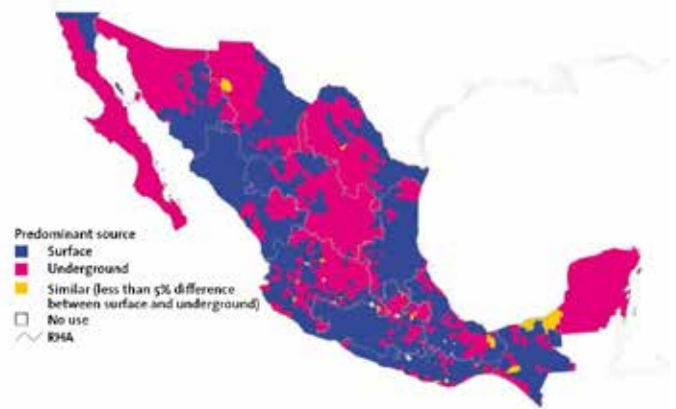 Predominant source
Surface
Underground
Similar (less than 5% difference
between surface and underground)
No use
RHA